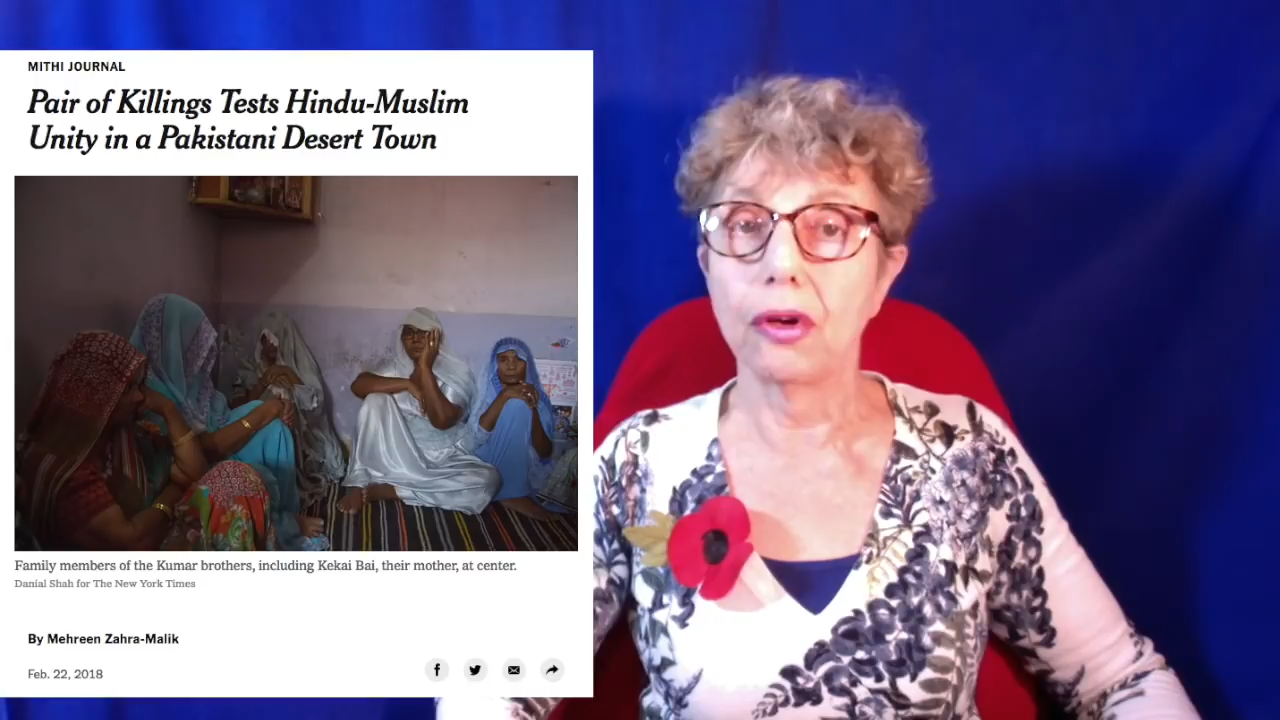 MITHI JOURNAL
Pair of Killings Tests Hindu-Muslim
Unity in a Pakistani Desert Town
Family members of the Kumar brothers, including Kekai Bai, their mother, at center.
Danial Shah for The New York Times
By Mehreen Zahra-Malik
Feb. 22, 2018